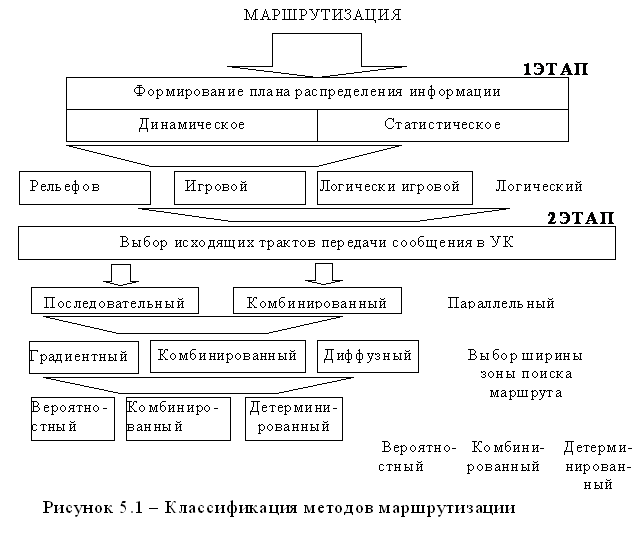 МАРШРУТИЗАЦИЯ
1ЭТАП
Формирование плана распределения информации
Динамическое Статистическое
Рельефов Игровой Логически игровой Логический
2ЭТАП
Выбор исходящих трактов передачи сообщения в УК
Последовательный Комбинированный Параллельный
Градиентный Комбинированный Диффузный Выбор ширины
зоны поиска
маршрута
Вероятно- Комбиниро- Детермини-
стный ванный рованный
Вероятно- Комбини- Детерми-
стный рованный нирован-
ный
Рисунок 5.1 – Классификация методов маршрутизации